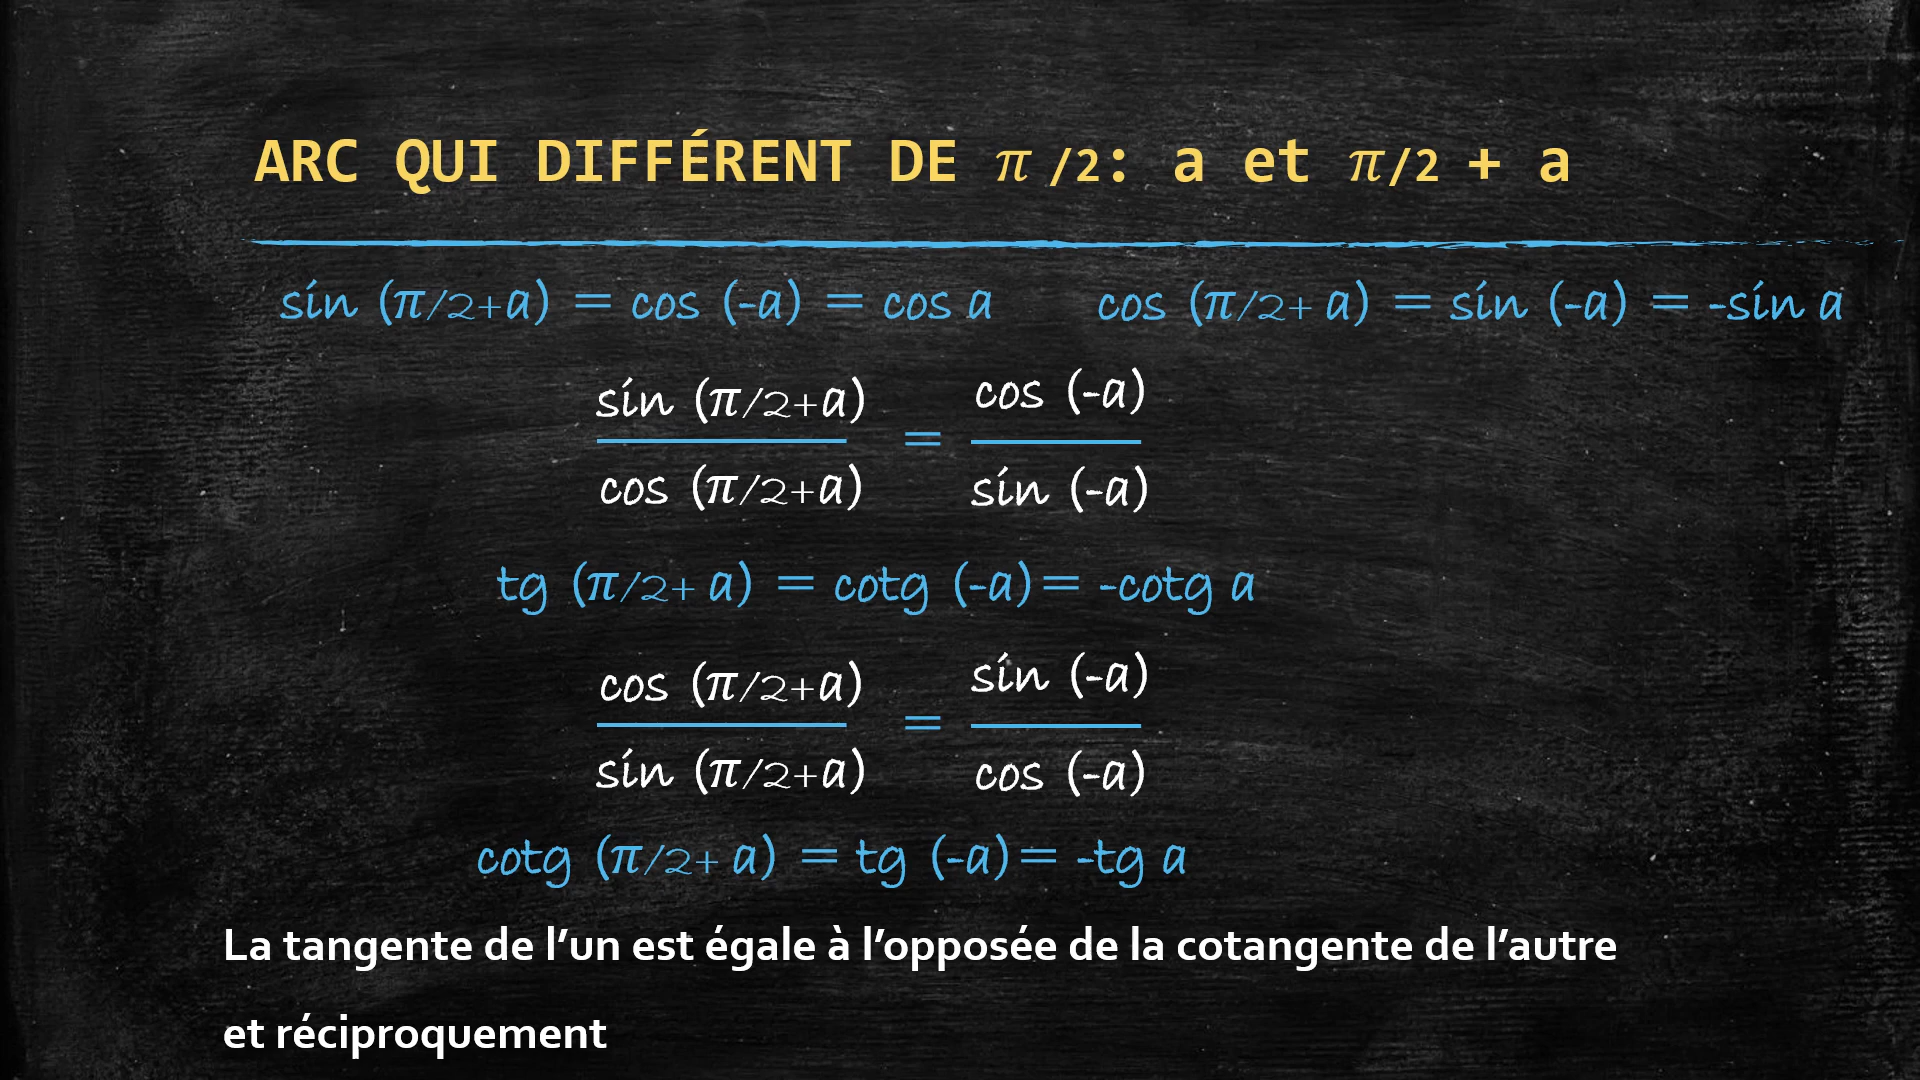 ARC QUI DIFFÉRENT DE π /2: a et π/2 + a
sin (π/2+a) = cos (-a) = cos a cos (π/2+ a) = sin (-a) = -sin a
sin (π/2+a) cos (-a)
=
cos (π/2+a) sin (-a)
tg (π/2+ a) = cotg (-a)= -cotg a
cos (π/2+a) sin (-a)
=
sin (π/2+a) cos (-a)
cotg (π/2+ a) = tg (-a)= -tg a
La tangente de l’un est égale à l’opposée de la cotangente de l’autre
et réciproquement